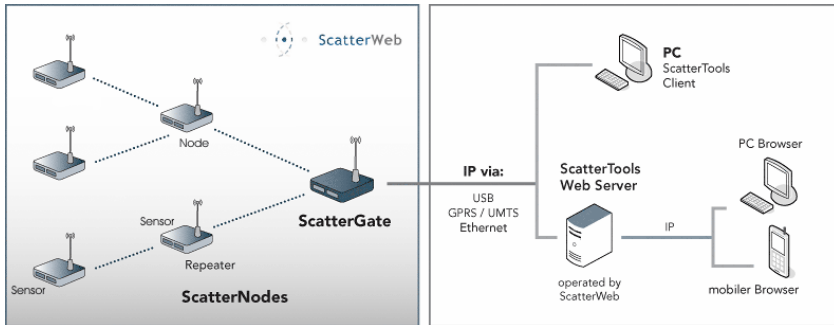 ScatterWeb
Node
ScatterGate
Sensor
Repeater
Sensor
ScatterNodes
PC
ScatterTools
Client
IP via:
USB
GPRS / UMTS
Ethernet
ScatterTools
Web Server
operated by
ScatterWeb
IP
PC Browser
mobiler Browser